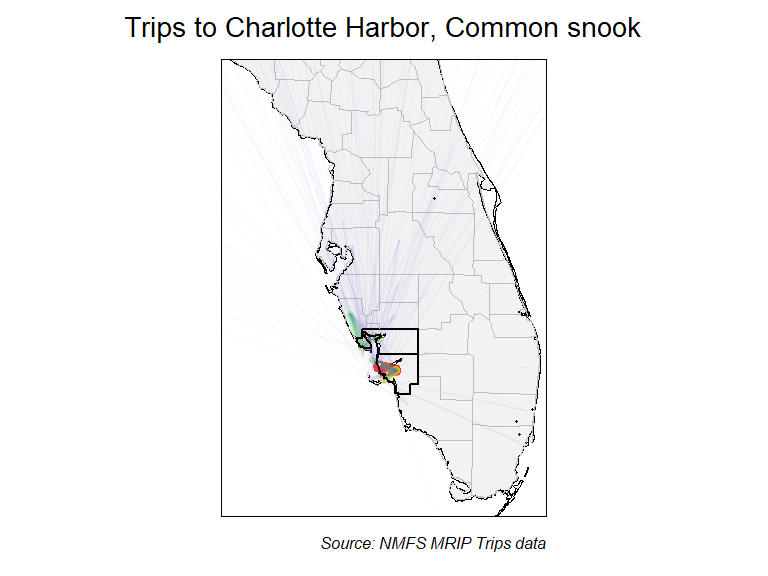 Trips to Charlotte Harbor, Common snook
Source: NMFS MRIP Trips data